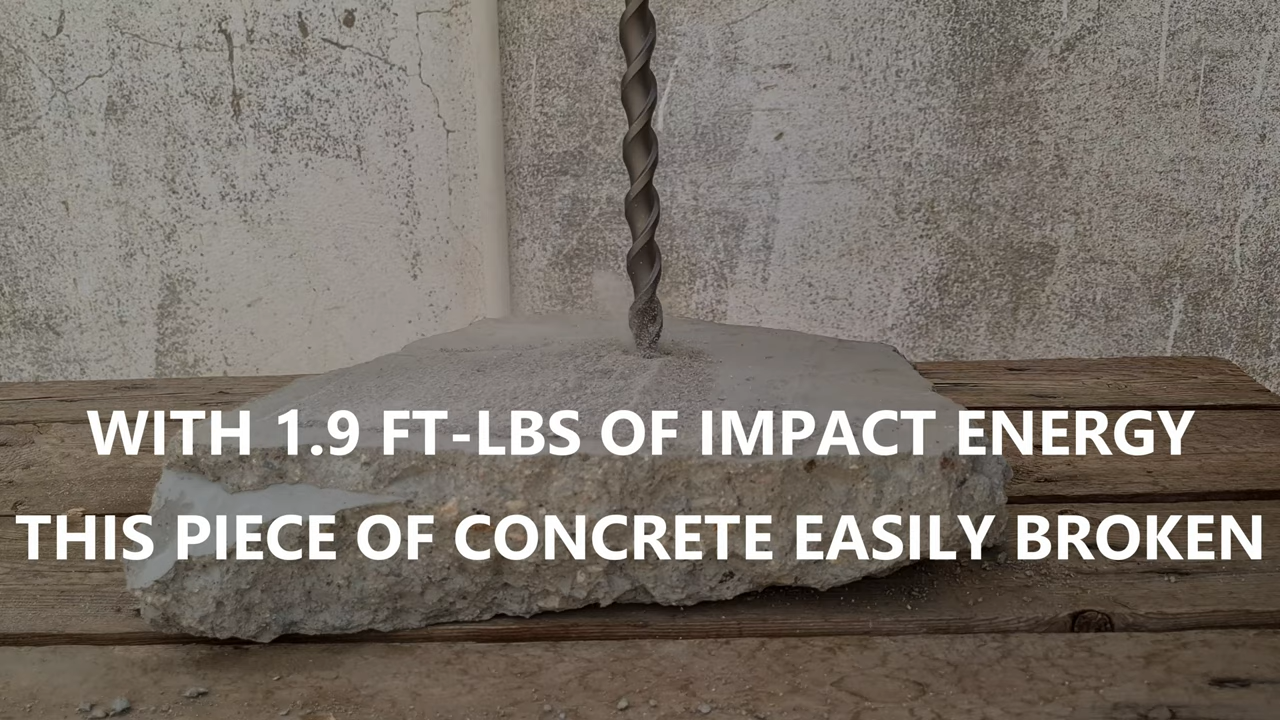 WITH 1.9 FT-LBS OF IMPACT ENERGY
THIS PIECE OF CONCRETE EASILY BROKEN